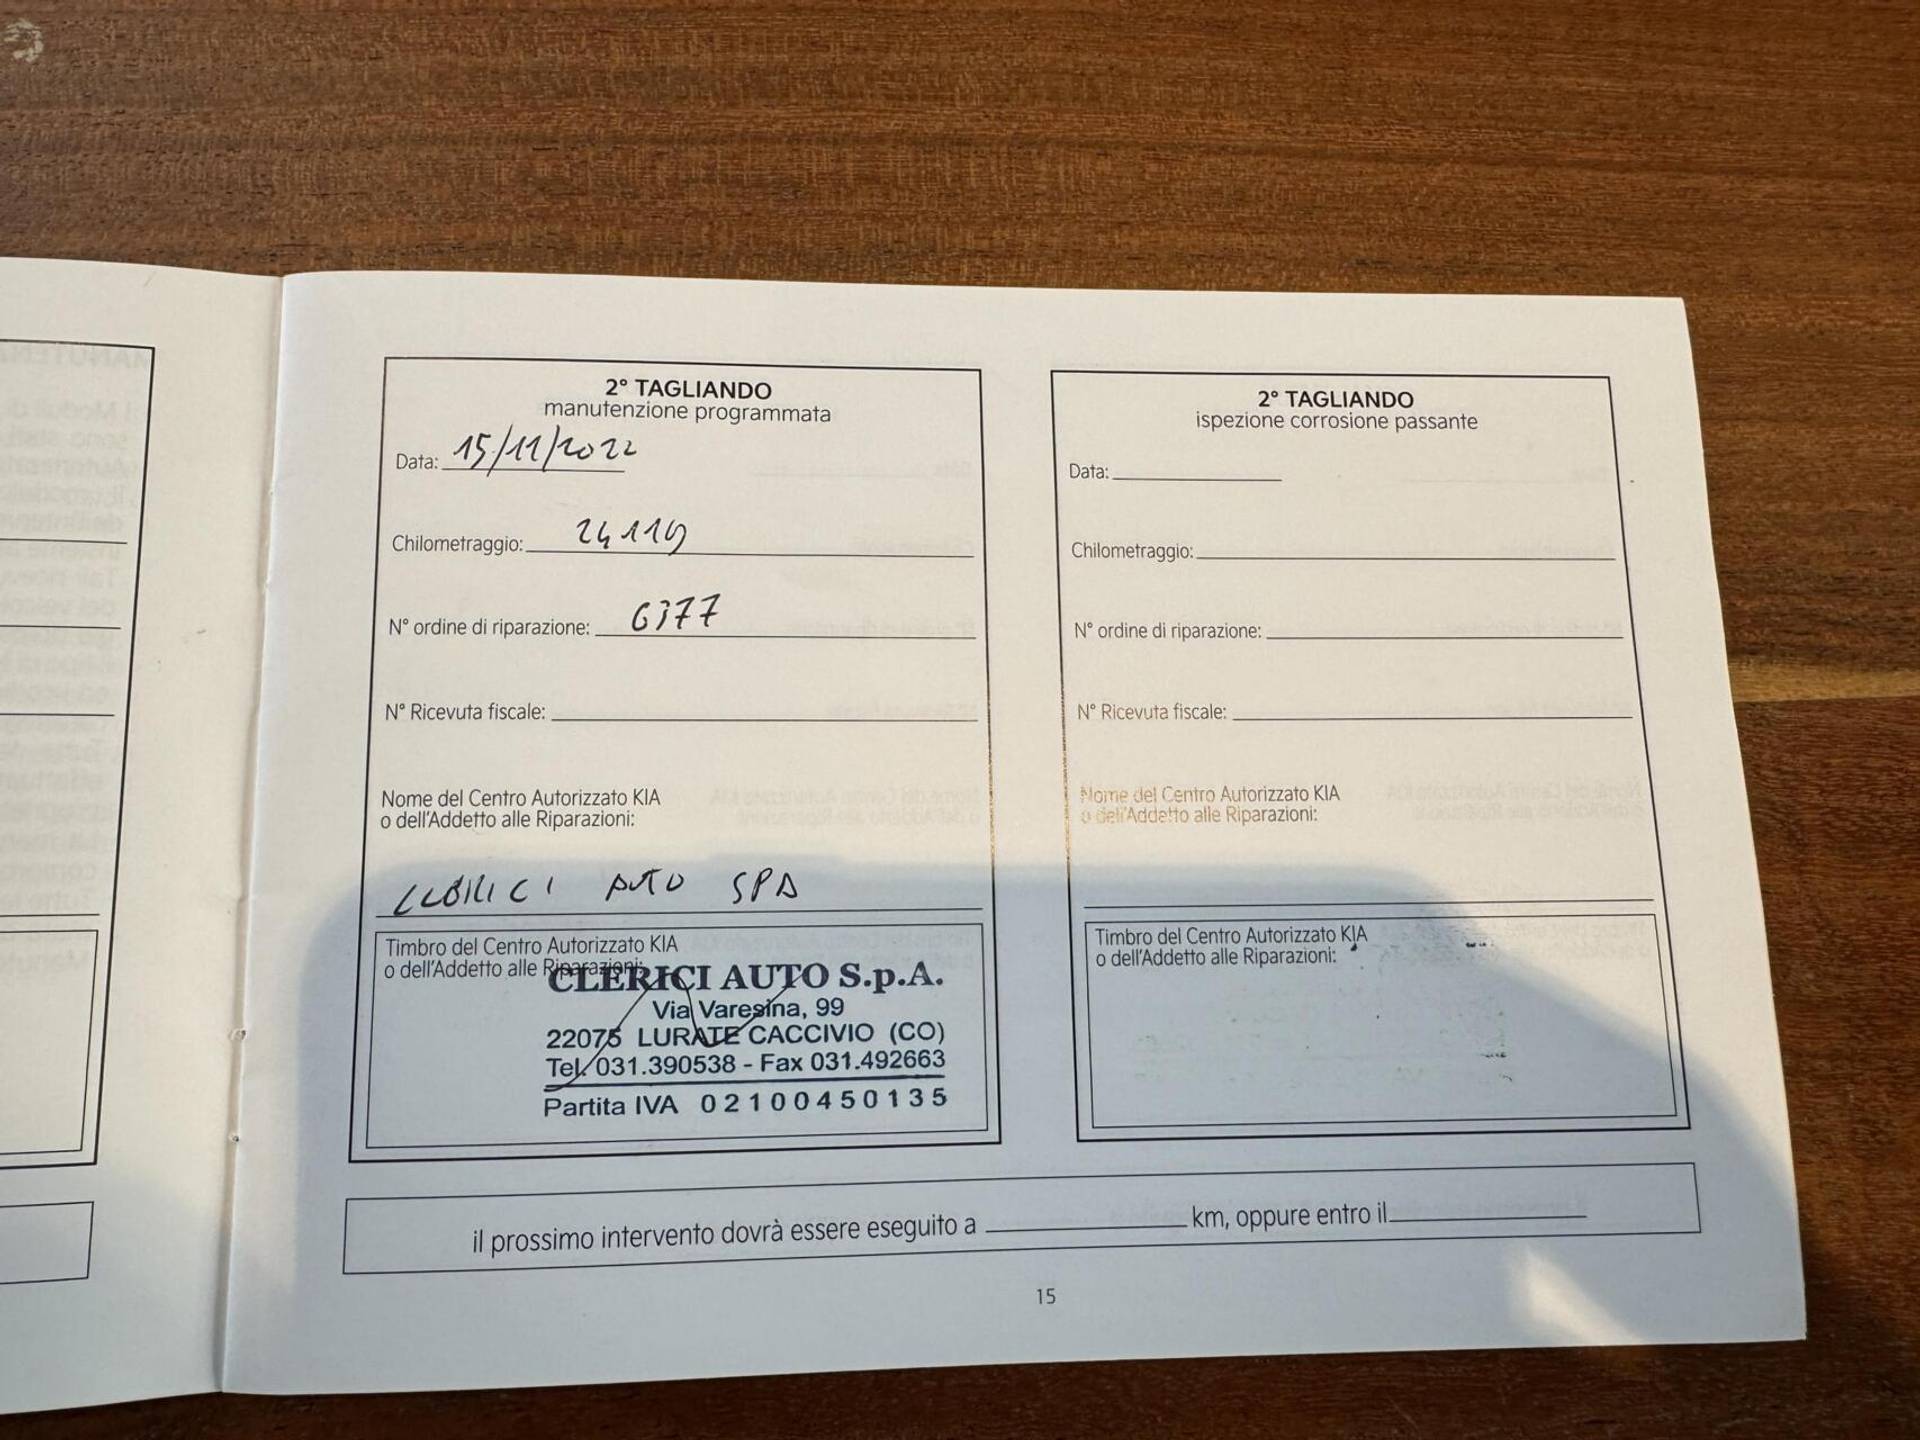 2° TAGLIANDO
manutenzione programmata
Data: 15/11/2022
Chilometraggio: 24119
N° ordine di riparazione: 6377
N° Ricevuta fiscale:
Nome del Centro Autorizzato KIA
o dell'Addetto alle Riparazioni:
CLERICI AUTO SPA
Timbro del Centro Autorizzato KIA
o dell'Addetto alle Riparazioni:
CLERICI AUTO S.p.A.
Via Varesina, 99
22075 LURATE CACCIVIO (CO)
Tel. 031.390538 - Fax 031.492663
Partita IVA 02100450135
2° TAGLIANDO
ispezione corrosione passante
Data:
Chilometraggio:
N° ordine di riparazione:
N° Ricevuta fiscale:
Nome del Centro Autorizzato KIA
o dell'Addetto alle Riparazioni:
Timbro del Centro Autorizzato KIA
o dell'Addetto alle Riparazioni:
il prossimo intervento dovrà essere eseguito a km, oppure entro il
15